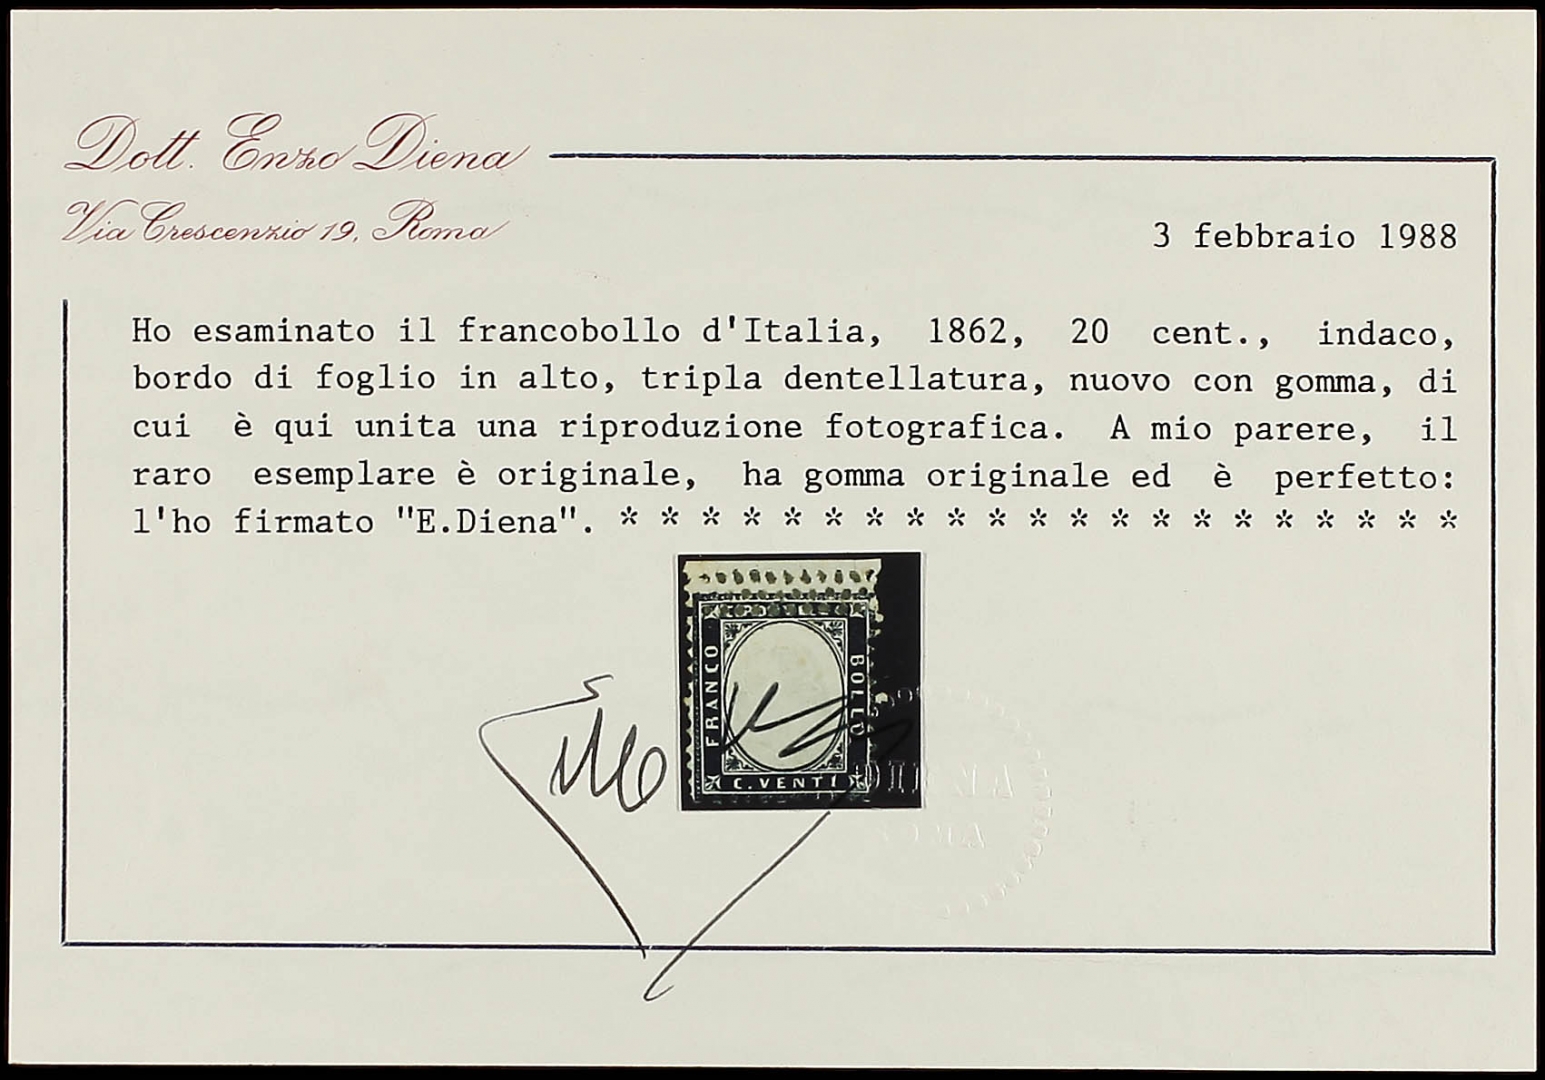 Dott. Enzo Diena
Via Crescenzio 19, Roma
3 febbraio 1988
Ho esaminato il francobollo d'Italia, 1862, 20 cent., indaco,
bordo di foglio in alto, tripla dentellatura, nuovo con gomma, di
cui è qui unita una riproduzione fotografica. A mio parere, il
raro esemplare è originale, ha gomma originale ed è perfetto:
l'ho firmato "E.Diena". * * * * * * * * * * * * * * * * * * * * *
FRANCO
BOLLO
C. VENTI